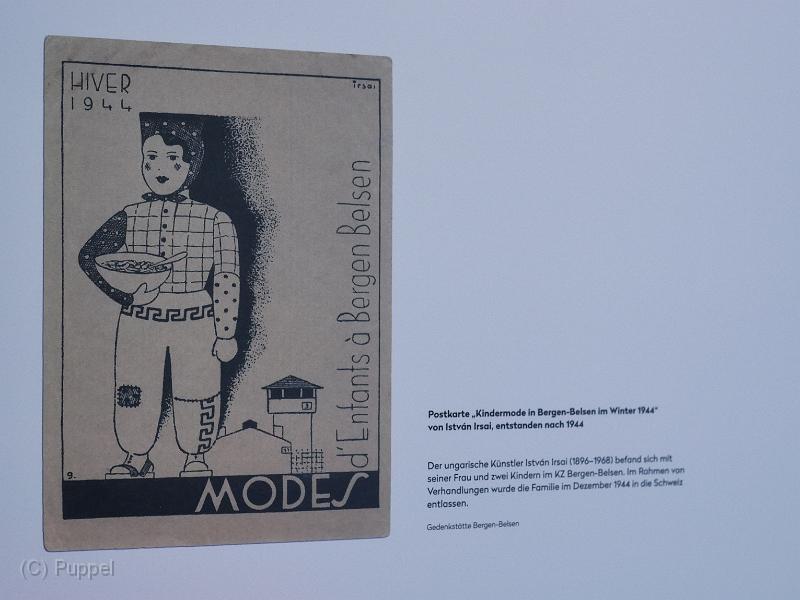 HIVER
1944
irsai
d'Enfants à Bergen Belsen
3
11
9.
MODES
Postkarte „Kindermode in Bergen-Belsen im Winter 1944“
von István Irsai, entstanden nach 1944
Der ungarische Künstler István Irsai (1896–1968) befand sich mit
seiner Frau und zwei Kindern im KZ Bergen-Belsen. Im Rahmen von
Verhandlungen wurde die Familie im Dezember 1944 in die Schweiz
entlassen.
Gedenkstätte Bergen-Belsen
(C) Puppel